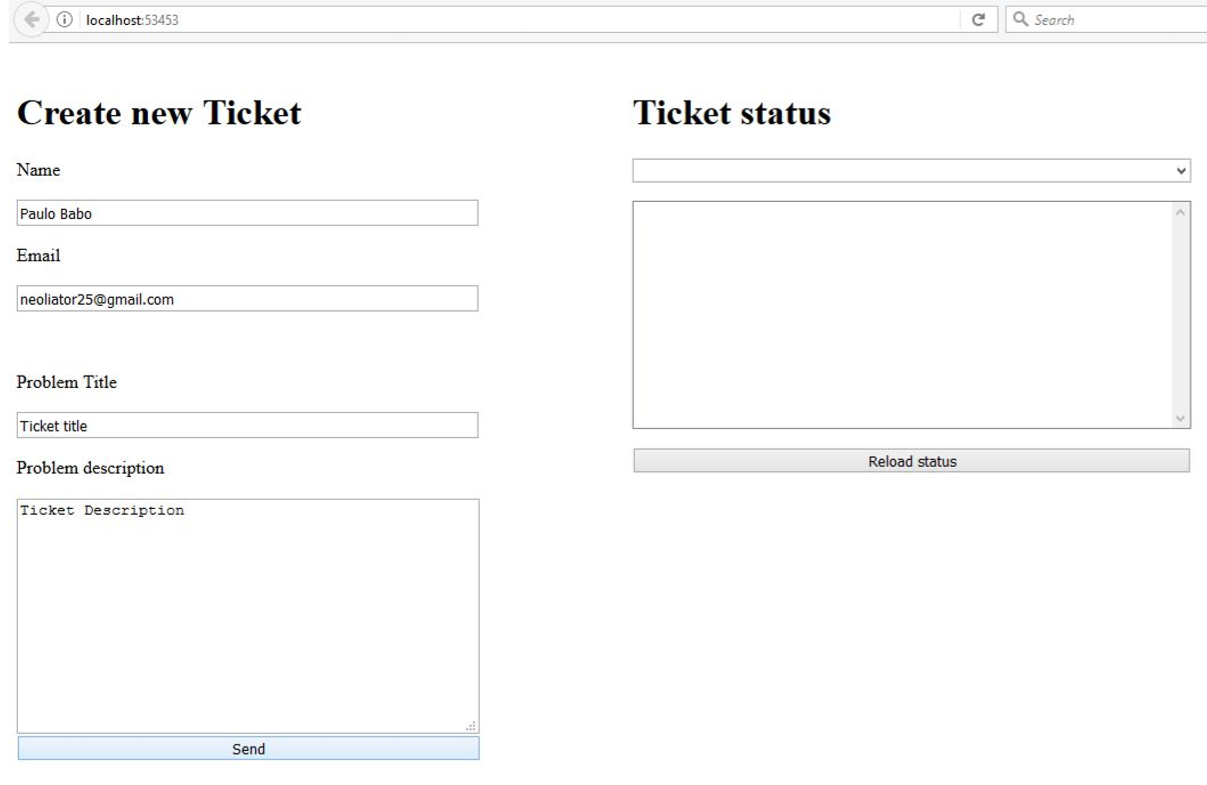 localhost:53453
Search
Create new Ticket
Name
Paulo Babo
Email
neoliator25@gmail.com
Problem Title
Ticket title
Problem description
Ticket Description
Send
Ticket status
Reload status